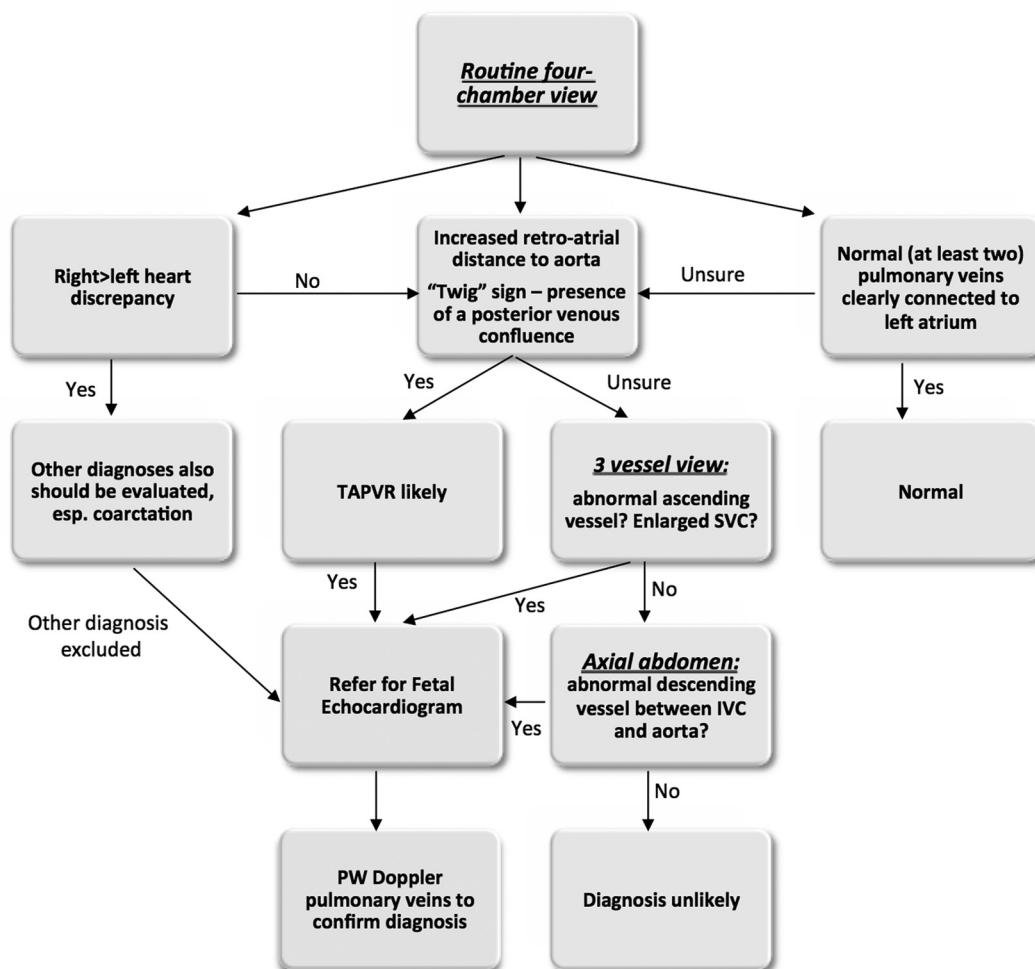 Routine four-
chamber view
Right>left heart
discrepancy
No
Increased retro-atrial
distance to aorta
“Twig” sign – presence
of a posterior venous
confluence
Unsure
Normal (at least two)
pulmonary veins
clearly connected to
left atrium
Yes
Yes
Unsure
Yes
Other diagnoses also
should be evaluated,
esp. coarctation
TAPVR likely
3 vessel view:
abnormal ascending
vessel? Enlarged SVC?
Normal
Other diagnosis
excluded
Yes
Yes
No
Refer for Fetal
Echocardiogram
Yes
Axial abdomen:
abnormal descending
vessel between IVC
and aorta?
No
PW Doppler
pulmonary veins to
confirm diagnosis
Diagnosis unlikely